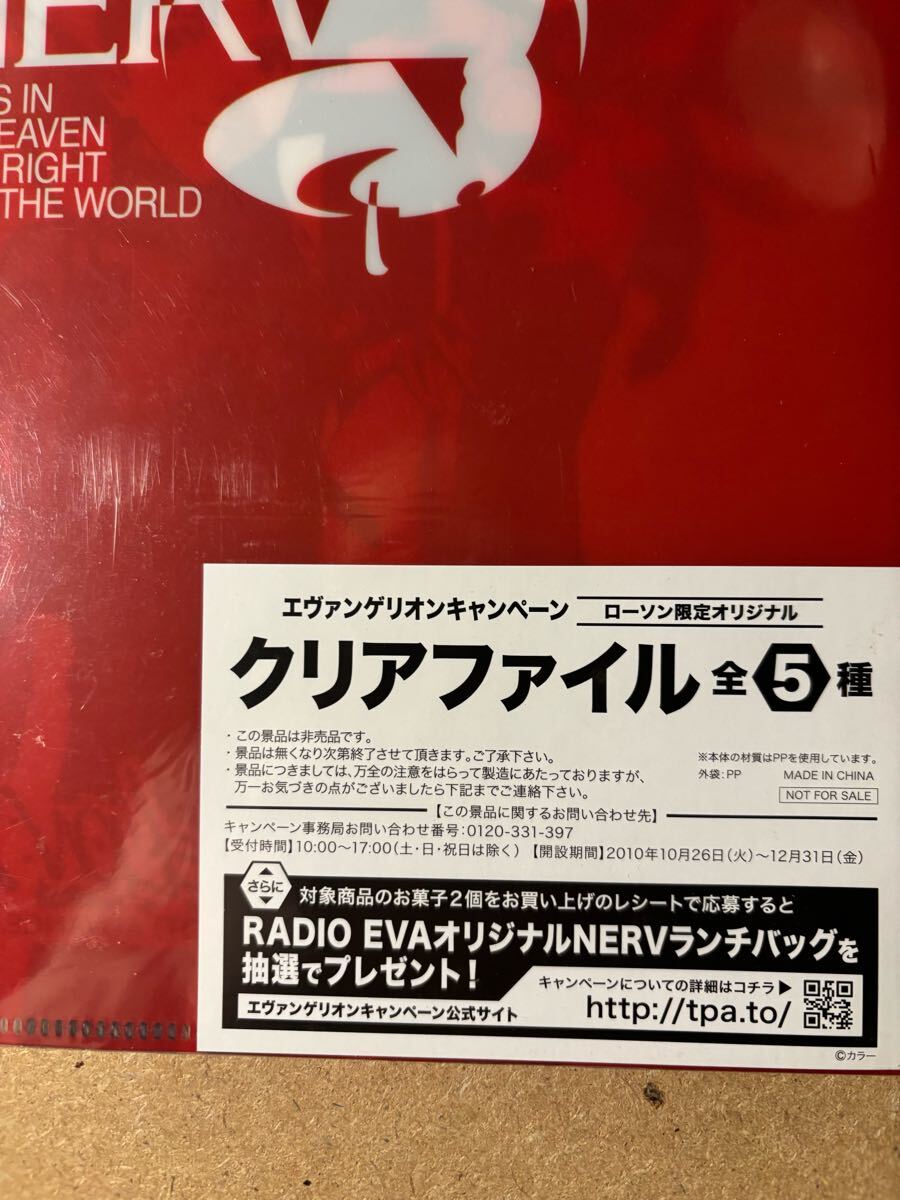 NERV
S IN
EAVEN
RIGHT
THE WORLD
エヴァンゲリオンキャンペーン ローソン限定オリジナル
クリアファイル 全5種
・この景品は非売品です。
・景品は無くなり次第終了させて頂きます。ご了承下さい。
・景品につきましては、万全の注意をはらって製造にあたっておりますが、
万一お気づきの点がございましたら下記までご連絡下さい。
※本体の材質はPPを使用しています。
外袋:PP MADE IN CHINA
NOT FOR SALE
【この景品に関するお問い合わせ先】
キャンペーン事務局お問い合わせ番号:0120-331-397
【受付時間】10:00〜17:00(土・日・祝日は除く) 【開設期間】2010年10月26日(火)〜12月31日(金)
さらに
対象商品のお菓子2個をお買い上げのレシートで応募すると
RADIO EVAオリジナルNERVランチバッグを
抽選でプレゼント!
キャンペーンについての詳細はコチラ▶
エヴァンゲリオンキャンペーン公式サイト http://tpa.to/
©カラー